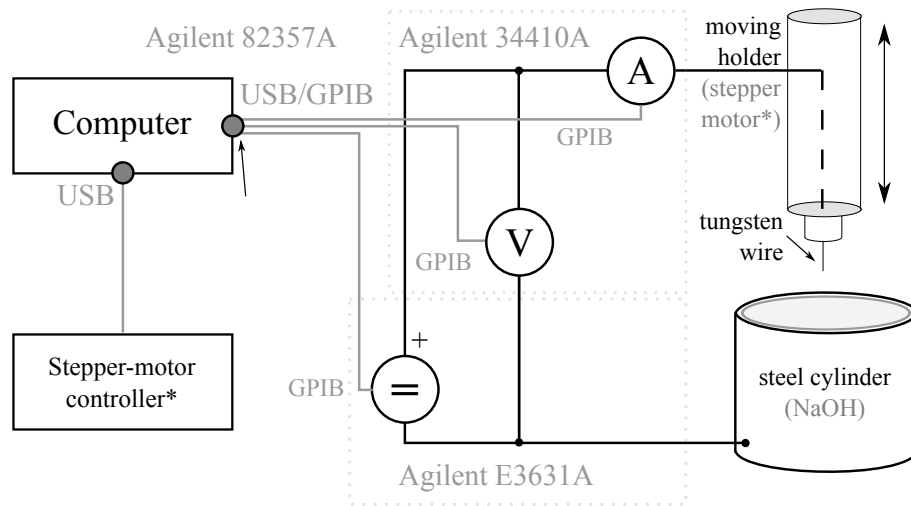 Agilent 82357A
Agilent 34410A
moving
holder
(stepper
motor*)
A
USB/GPIB
Computer
GPIB
USB
tungsten
wire
V
GPIB
+
Stepper-motor
controller*
GPIB
=
steel cylinder
(NaOH)
Agilent E3631A